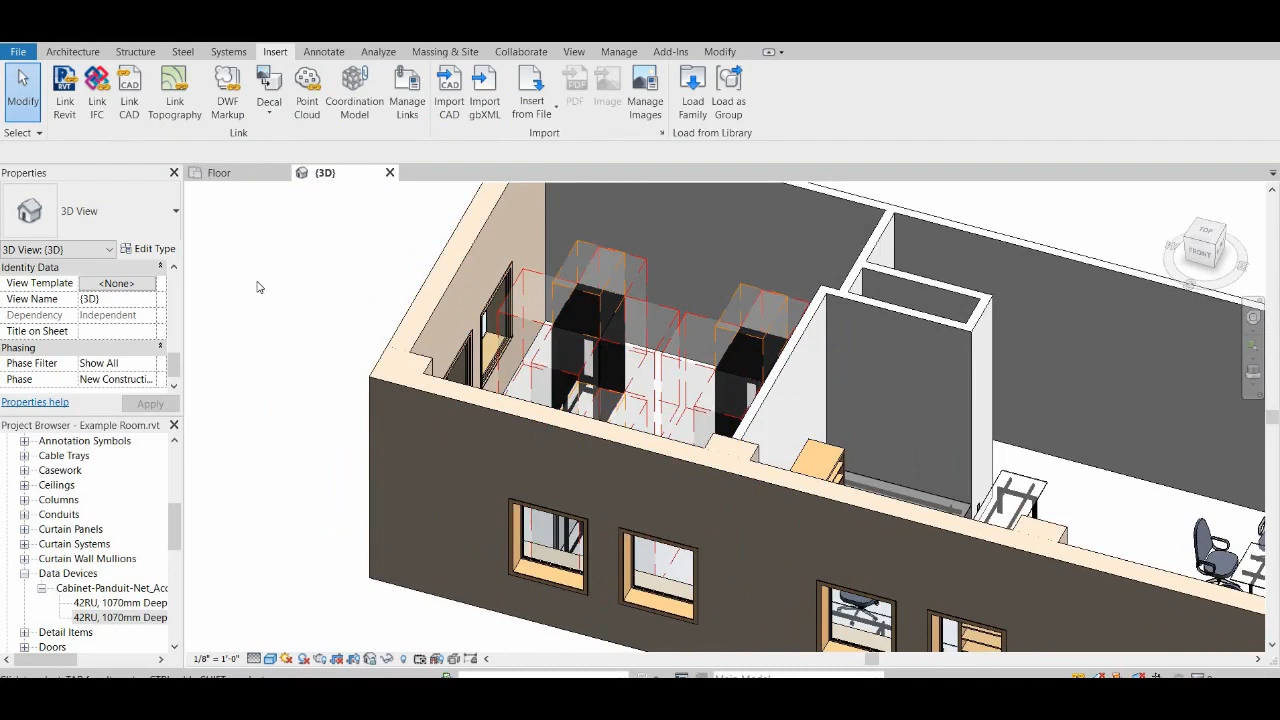 File Architecture Structure Steel Systems Insert Annotate Analyze Massing & Site Collaborate View Manage Add-Ins Modify
Modify
Link Revit
Link IFC
Link CAD
Link Topography
DWF Markup
Decal
Point Cloud
Coordination Model
Manage Links
Import CAD
Import gbXML
Insert from File
PDF
Image
Manage Images
Load Family
Load as Group
Select
Link
Import
Load from Library
Properties
Floor
{3D}
3D View
3D View: {3D}
Edit Type
Identity Data
View Template <None>
View Name {3D}
Dependency Independent
Title on Sheet
Phasing
Phase Filter Show All
Phase New Constructi...
Properties help
Apply
Project Browser - Example Room.rvt
Annotation Symbols
Cable Trays
Casework
Ceilings
Columns
Conduits
Curtain Panels
Curtain Systems
Curtain Wall Mullions
Data Devices
Cabinet-Panduit-Net_Acc
42RU, 1070mm Deep
42RU, 1070mm Deep
Detail Items
Doors
TOP
FRONT
1/8" = 1'-0"